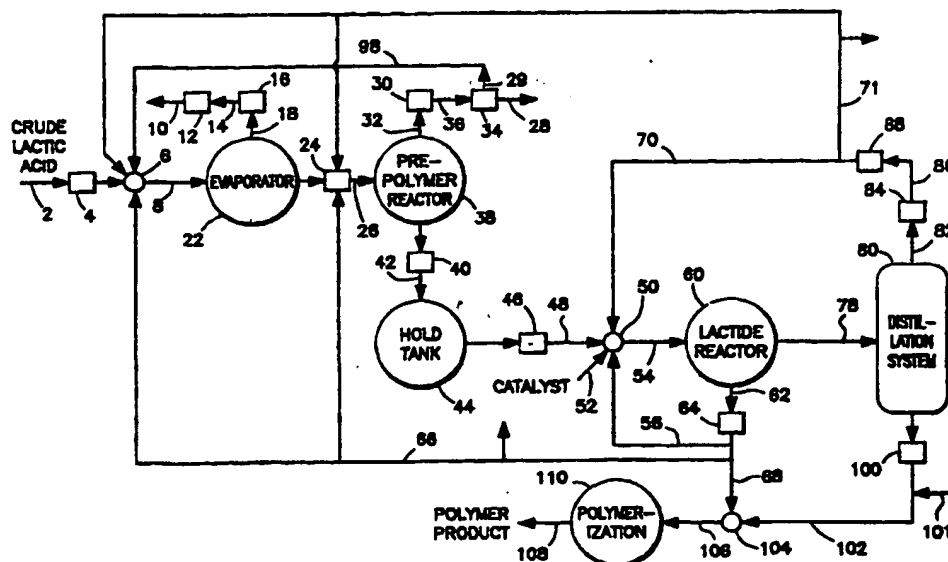 98
29
71
16
30
CRUDE
LACTIC
ACID
10
12
14
18
32
36
34
28
70
88
86
24
6
PRE-
POLYMER
REACTOR
EVAPORATOR
84
2
4
8
22
26
38
80
82
42
40
60
50
46
48
78
DISTIL-
LATION
SYSTEM
HOLD
TANK
LACTIDE
REACTOR
CATALYST
52
54
62
44
64
56
66
100
68
110
POLYMER
PRODUCT
POLYMER-
IZATION
108
106
104
102
101